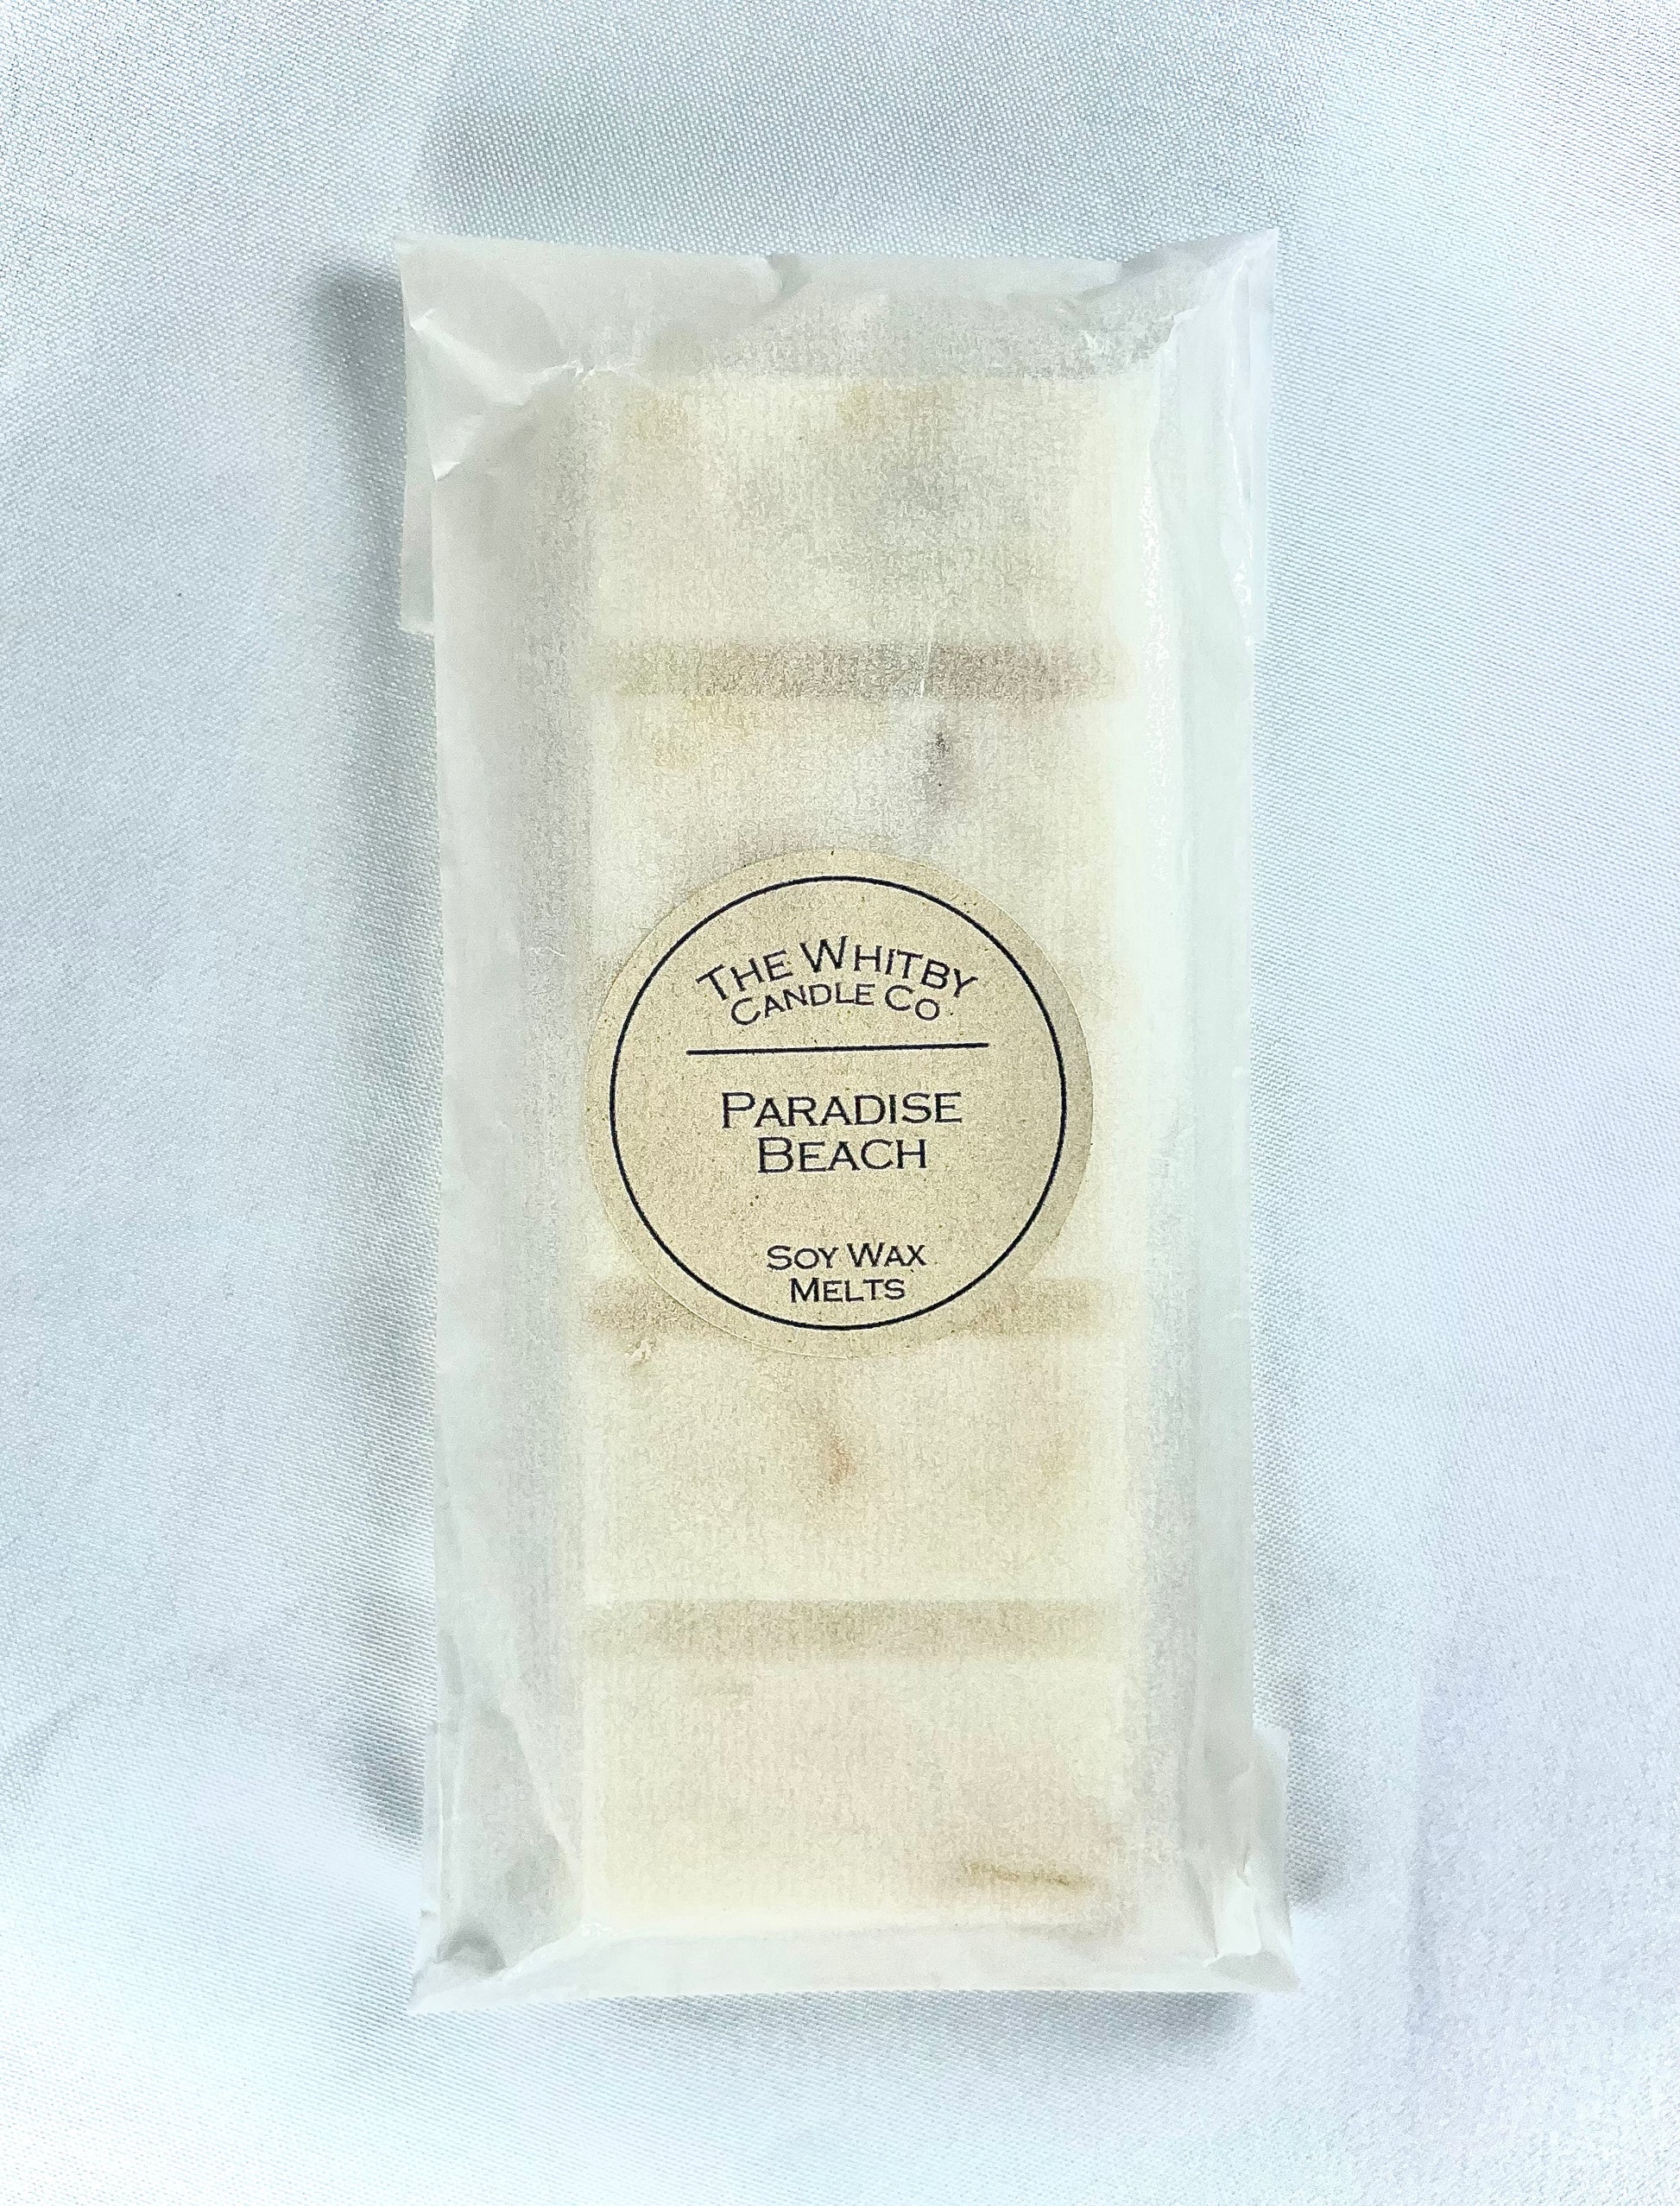 The Whitby
Candle Co
Paradise
Beach
Soy Wax
Melts